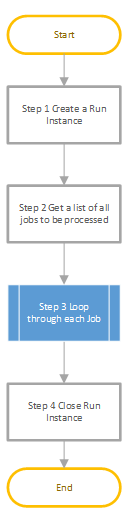 Start
Step 1 Create a Run
Instance
Step 2 Get a list of all
jobs to be processed
Step 3 Loop
through each Job
Step 4 Close Run
Instance
End